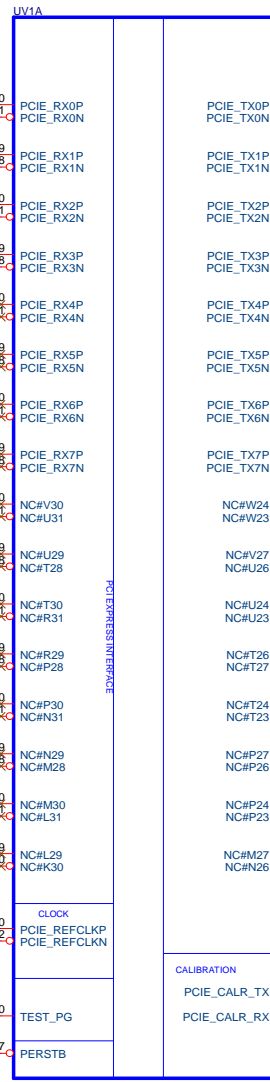 UV1A
PCIE_RX0P
PCIE_RX0N
PCIE_RX1P
PCIE_RX1N
PCIE_RX2P
PCIE_RX2N
PCIE_RX3P
PCIE_RX3N
PCIE_RX4P
PCIE_RX4N
PCIE_RX5P
PCIE_RX5N
PCIE_RX6P
PCIE_RX6N
PCIE_RX7P
PCIE_RX7N
NC#V30
NC#U31
NC#U29
NC#T28
NC#T30
NC#R31
NC#R29
NC#P28
NC#P30
NC#N31
NC#N29
NC#M28
NC#M30
NC#L31
NC#L29
NC#K30
CLOCK
PCIE_REFCLKP
PCIE_REFCLKN
TEST_PG
PERSTB
PCI EXPRESS INTERFACE
PCIE_TX0P
PCIE_TX0N
PCIE_TX1P
PCIE_TX1N
PCIE_TX2P
PCIE_TX2N
PCIE_TX3P
PCIE_TX3N
PCIE_TX4P
PCIE_TX4N
PCIE_TX5P
PCIE_TX5N
PCIE_TX6P
PCIE_TX6N
PCIE_TX7P
PCIE_TX7N
NC#W24
NC#W23
NC#V27
NC#U26
NC#U24
NC#U23
NC#T26
NC#T27
NC#T24
NC#T23
NC#P27
NC#P26
NC#P24
NC#P23
NC#M27
NC#N26
CALIBRATION
PCIE_CALR_TX
PCIE_CALR_RX